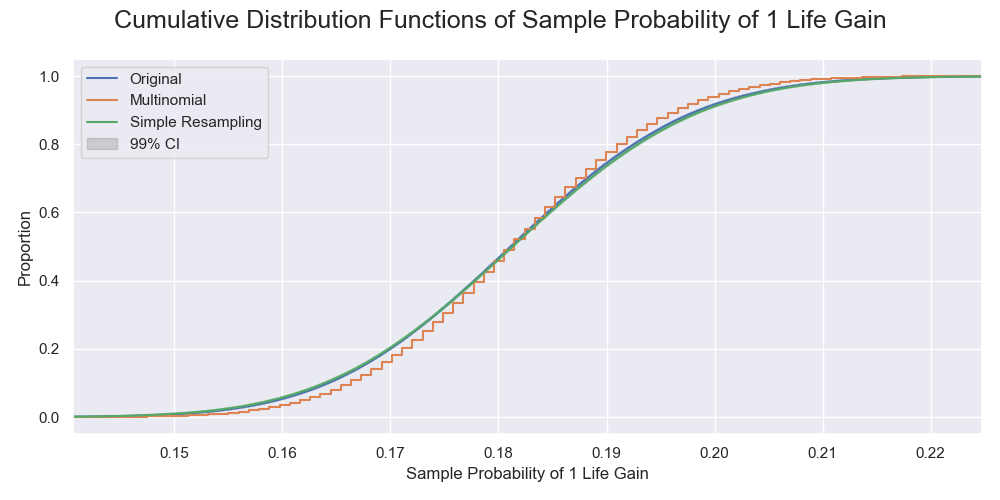 Cumulative Distribution Functions of Sample Probability of 1 Life Gain
Original
Multinomial
Simple Resampling
99% CI
1.0
0.8
0.6
0.4
0.2
0.0
Proportion
0.15 0.16 0.17 0.18 0.19 0.20 0.21 0.22
Sample Probability of 1 Life Gain